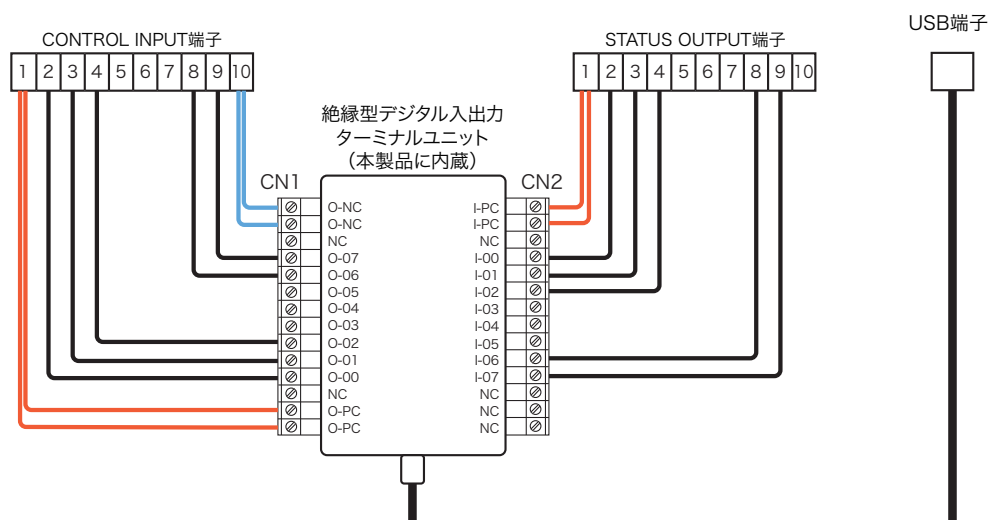 USB端子
CONTROL INPUT端子
STATUS OUTPUT端子
1 2 3 4 5 6 7 8 9 10
1 2 3 4 5 6 7 8 9 10
絶縁型デジタル入出力
ターミナルユニット
（本製品に内蔵）
CN1
CN2
O-NC
O-NC
NC
O-07
O-06
O-05
O-04
O-03
O-02
O-01
O-00
NC
O-PC
O-PC
I-PC
I-PC
NC
I-00
I-01
I-02
I-03
I-04
I-05
I-06
I-07
NC
NC
NC